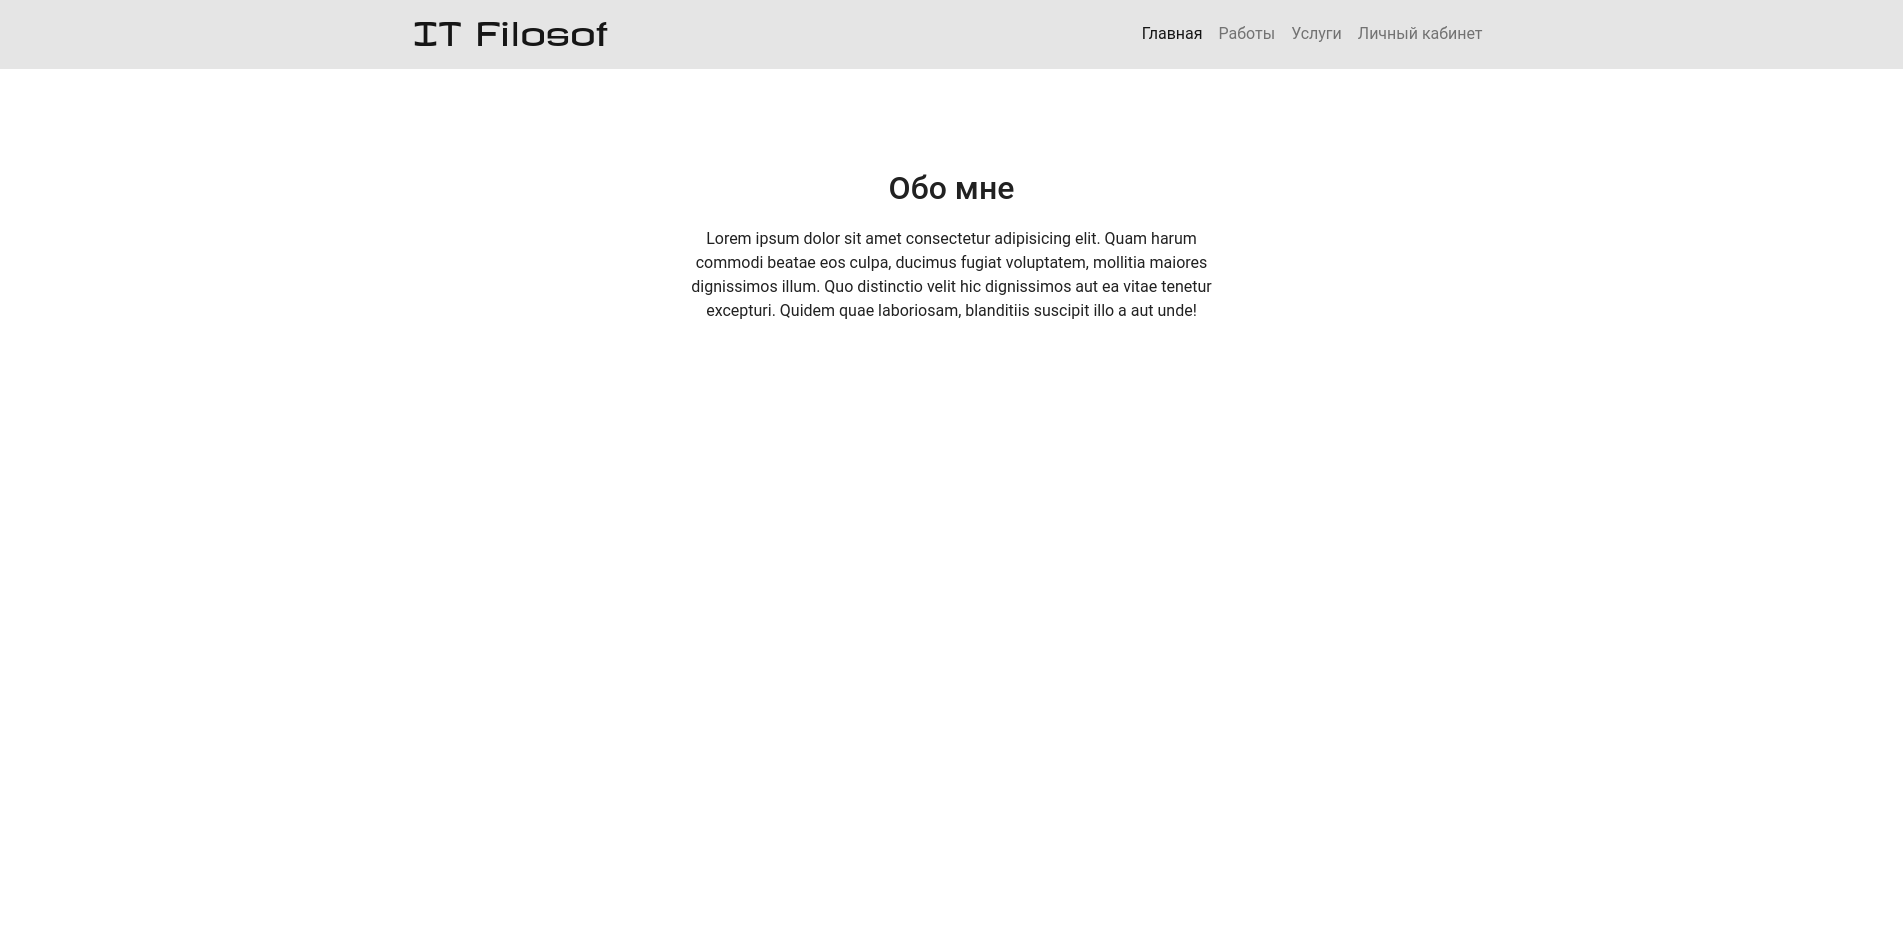 IT Filosof
Главная Работы Услуги Личный кабинет
Обо мне
Lorem ipsum dolor sit amet consectetur adipisicing elit. Quam harum
commodi beatae eos culpa, ducimus fugiat voluptatem, mollitia maiores
dignissimos illum. Quo distinctio velit hic dignissimos aut ea vitae tenetur
excepturi. Quidem quae laboriosam, blanditiis suscipit illo a aut unde!